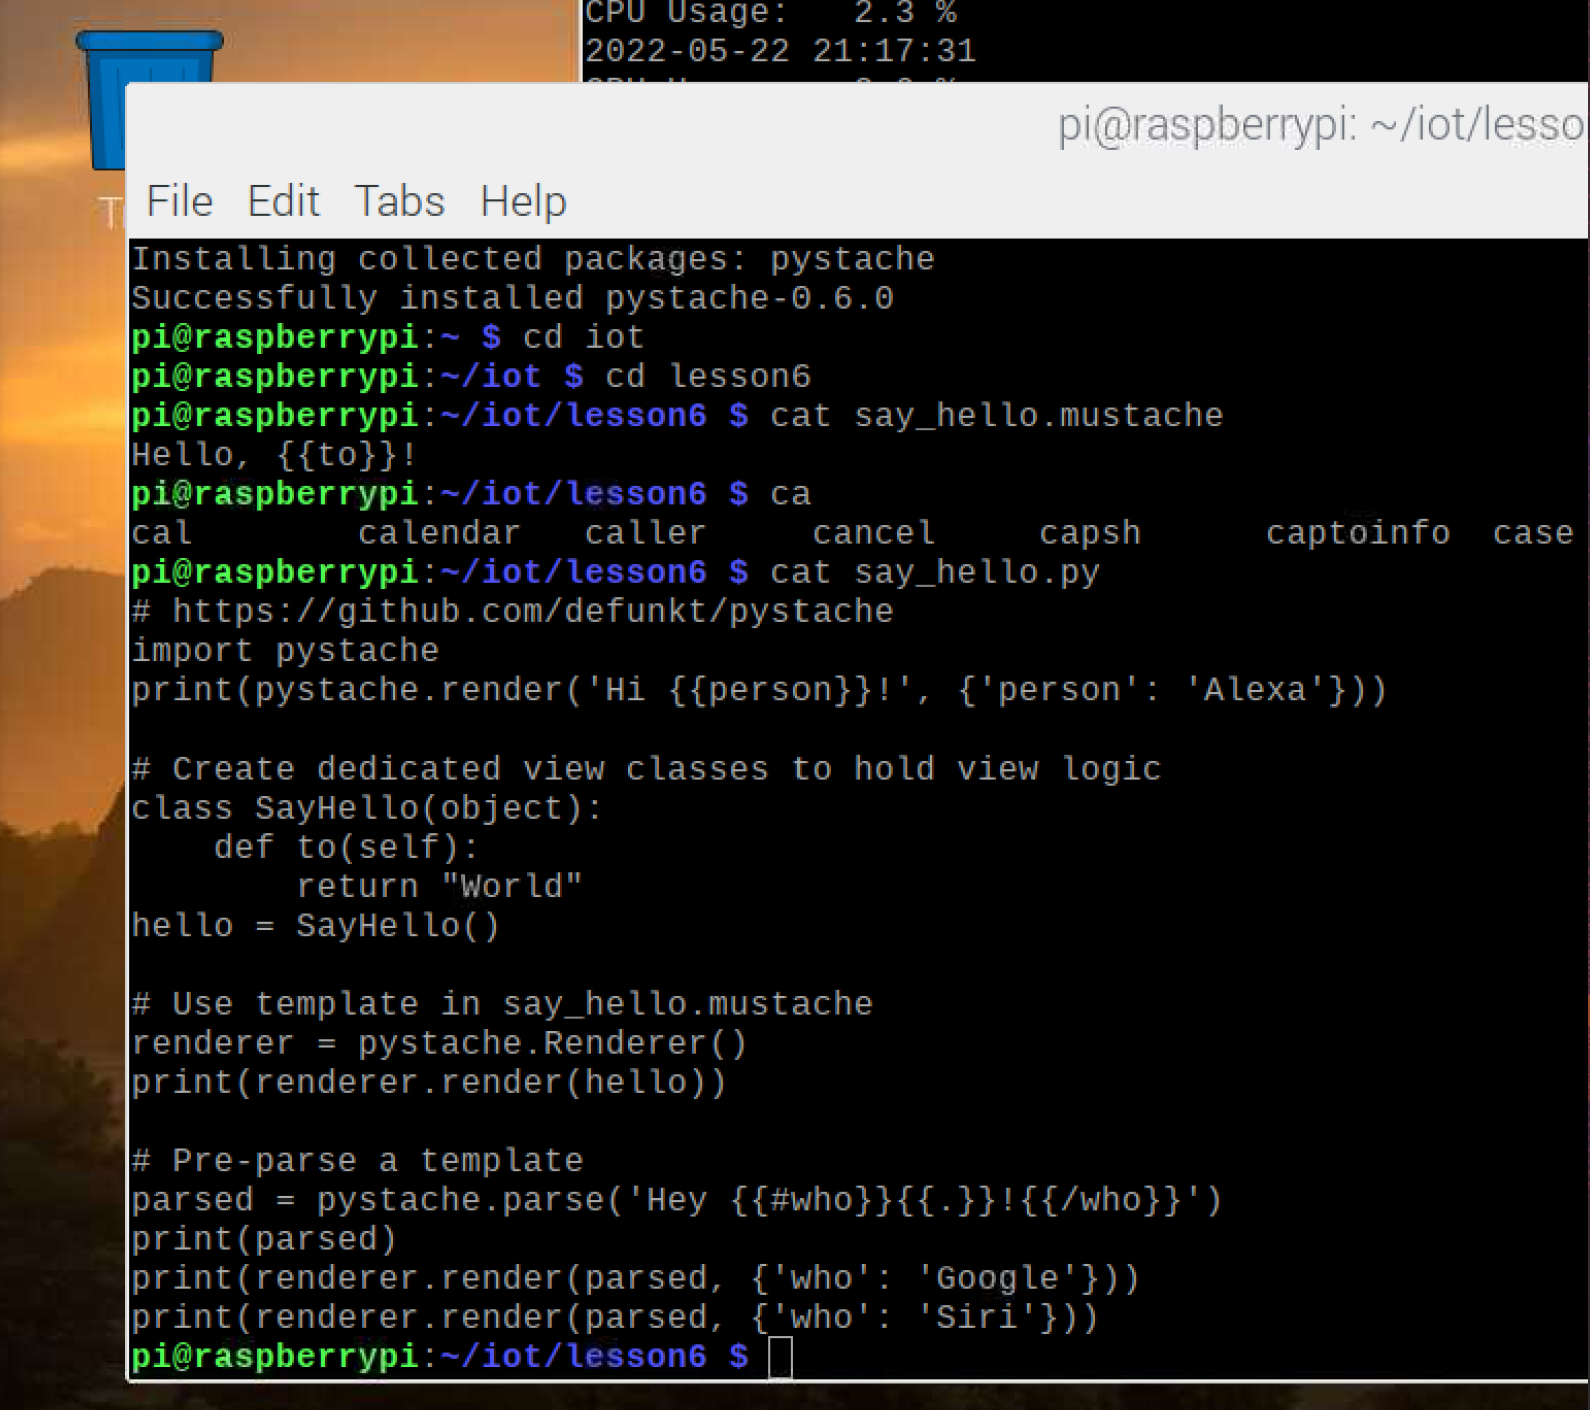 CPU Usage:   2.3 %
2022-05-22 21:17:31
pi@raspberrypi: ~/iot/lesso
File Edit Tabs Help
Installing collected packages: pystache
Successfully installed pystache-0.6.0
pi@raspberrypi:~ $ cd iot
pi@raspberrypi:~/iot $ cd lesson6
pi@raspberrypi:~/iot/lesson6 $ cat say_hello.mustache
Hello, {{to}}!
pi@raspberrypi:~/iot/lesson6 $ ca
cal        calendar   caller     cancel     capsh      captoinfo  case
pi@raspberrypi:~/iot/lesson6 $ cat say_hello.py
# https://github.com/defunkt/pystache
import pystache
print(pystache.render('Hi {{person}}!', {'person': 'Alexa'}))
# Create dedicated view classes to hold view logic
class SayHello(object):
    def to(self):
        return "World"
hello = SayHello()
# Use template in say_hello.mustache
renderer = pystache.Renderer()
print(renderer.render(hello))
# Pre-parse a template
parsed = pystache.parse('Hey {{#who}}{{.}}!{{/who}}')
print(parsed)
print(renderer.render(parsed, {'who': 'Google'}))
print(renderer.render(parsed, {'who': 'Siri'}))
pi@raspberrypi:~/iot/lesson6 $